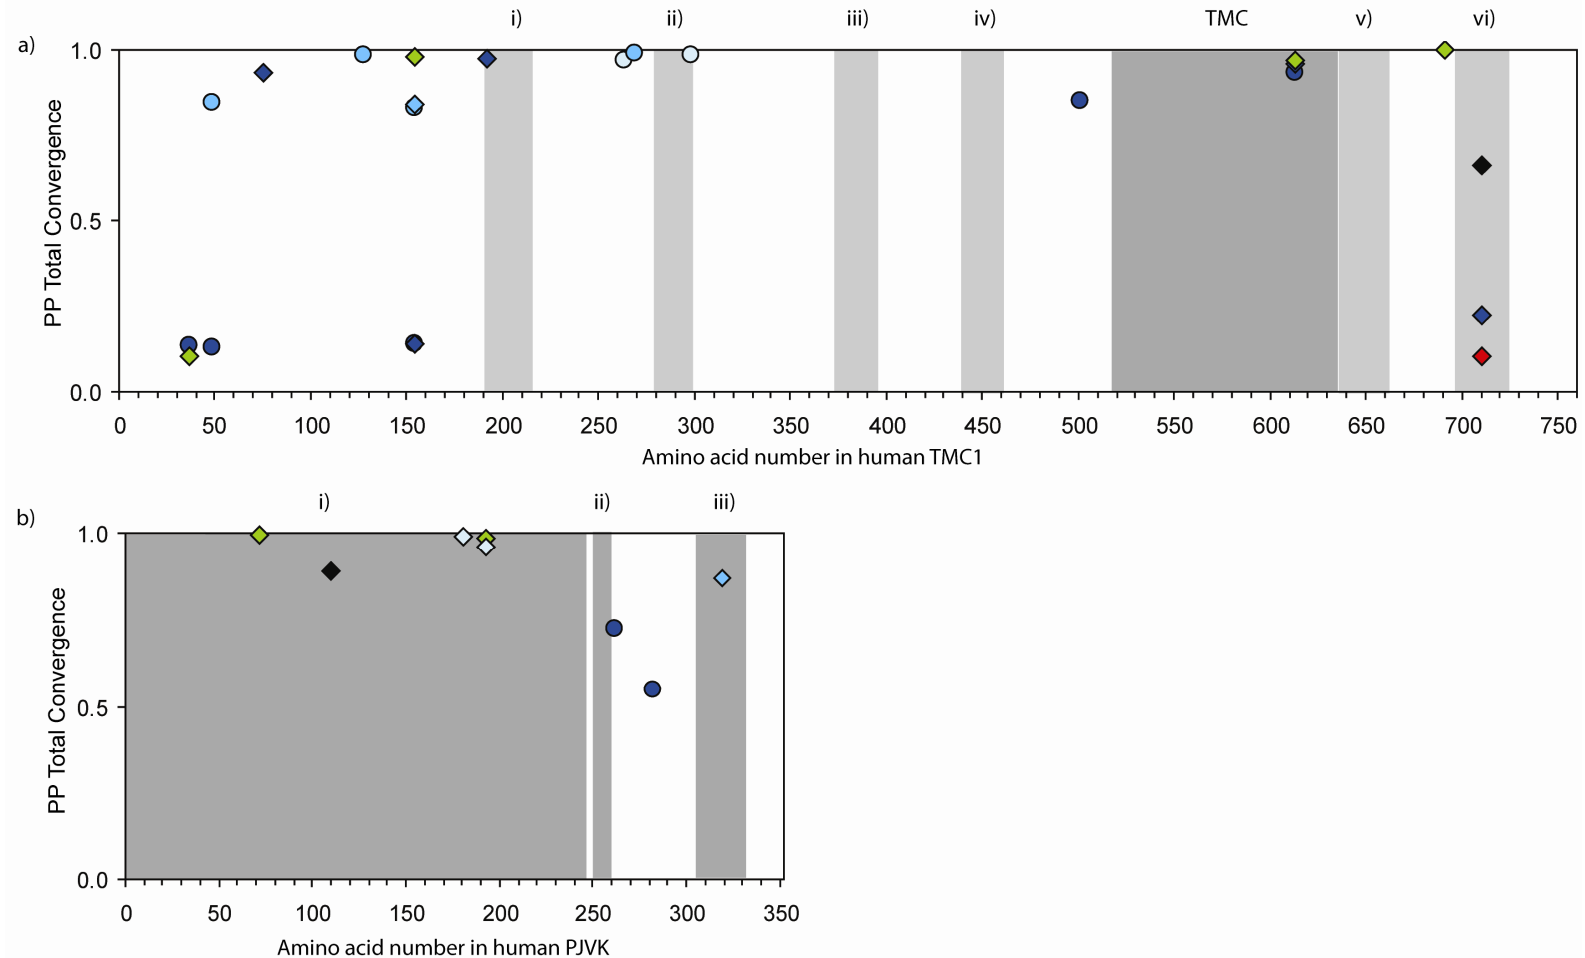 i) ii) iii) iv) TMC v) vi)
a)
1.0
0.5
0.0
PP Total Convergence
0 50 100 150 200 250 300 350 400 450 500 550 600 650 700 750
Amino acid number in human TMC1
i) ii) iii)
b)
1.0
0.5
0.0
PP Total Convergence
0 50 100 150 200 250 300 350
Amino acid number in human PJVK